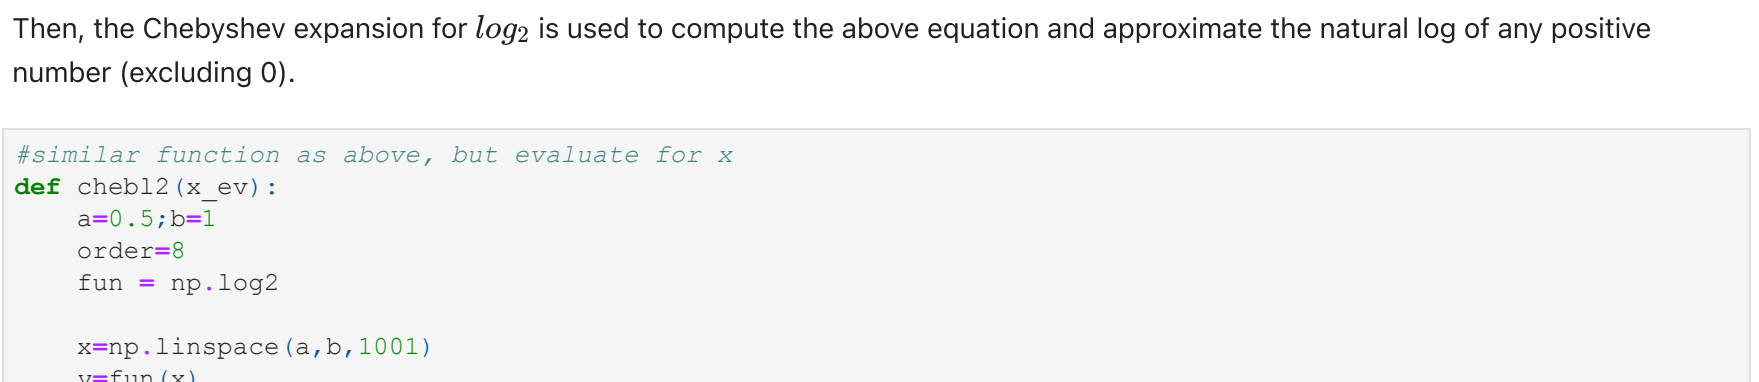 Then, the Chebyshev expansion for log₂ is used to compute the above equation and approximate the natural log of any positive
number (excluding 0).
#similar function as above, but evaluate for x
def chebl2(x_ev):
    a=0.5;b=1
    order=8
    fun = np.log2
    x=np.linspace(a,b,1001)
    y=fun(x)